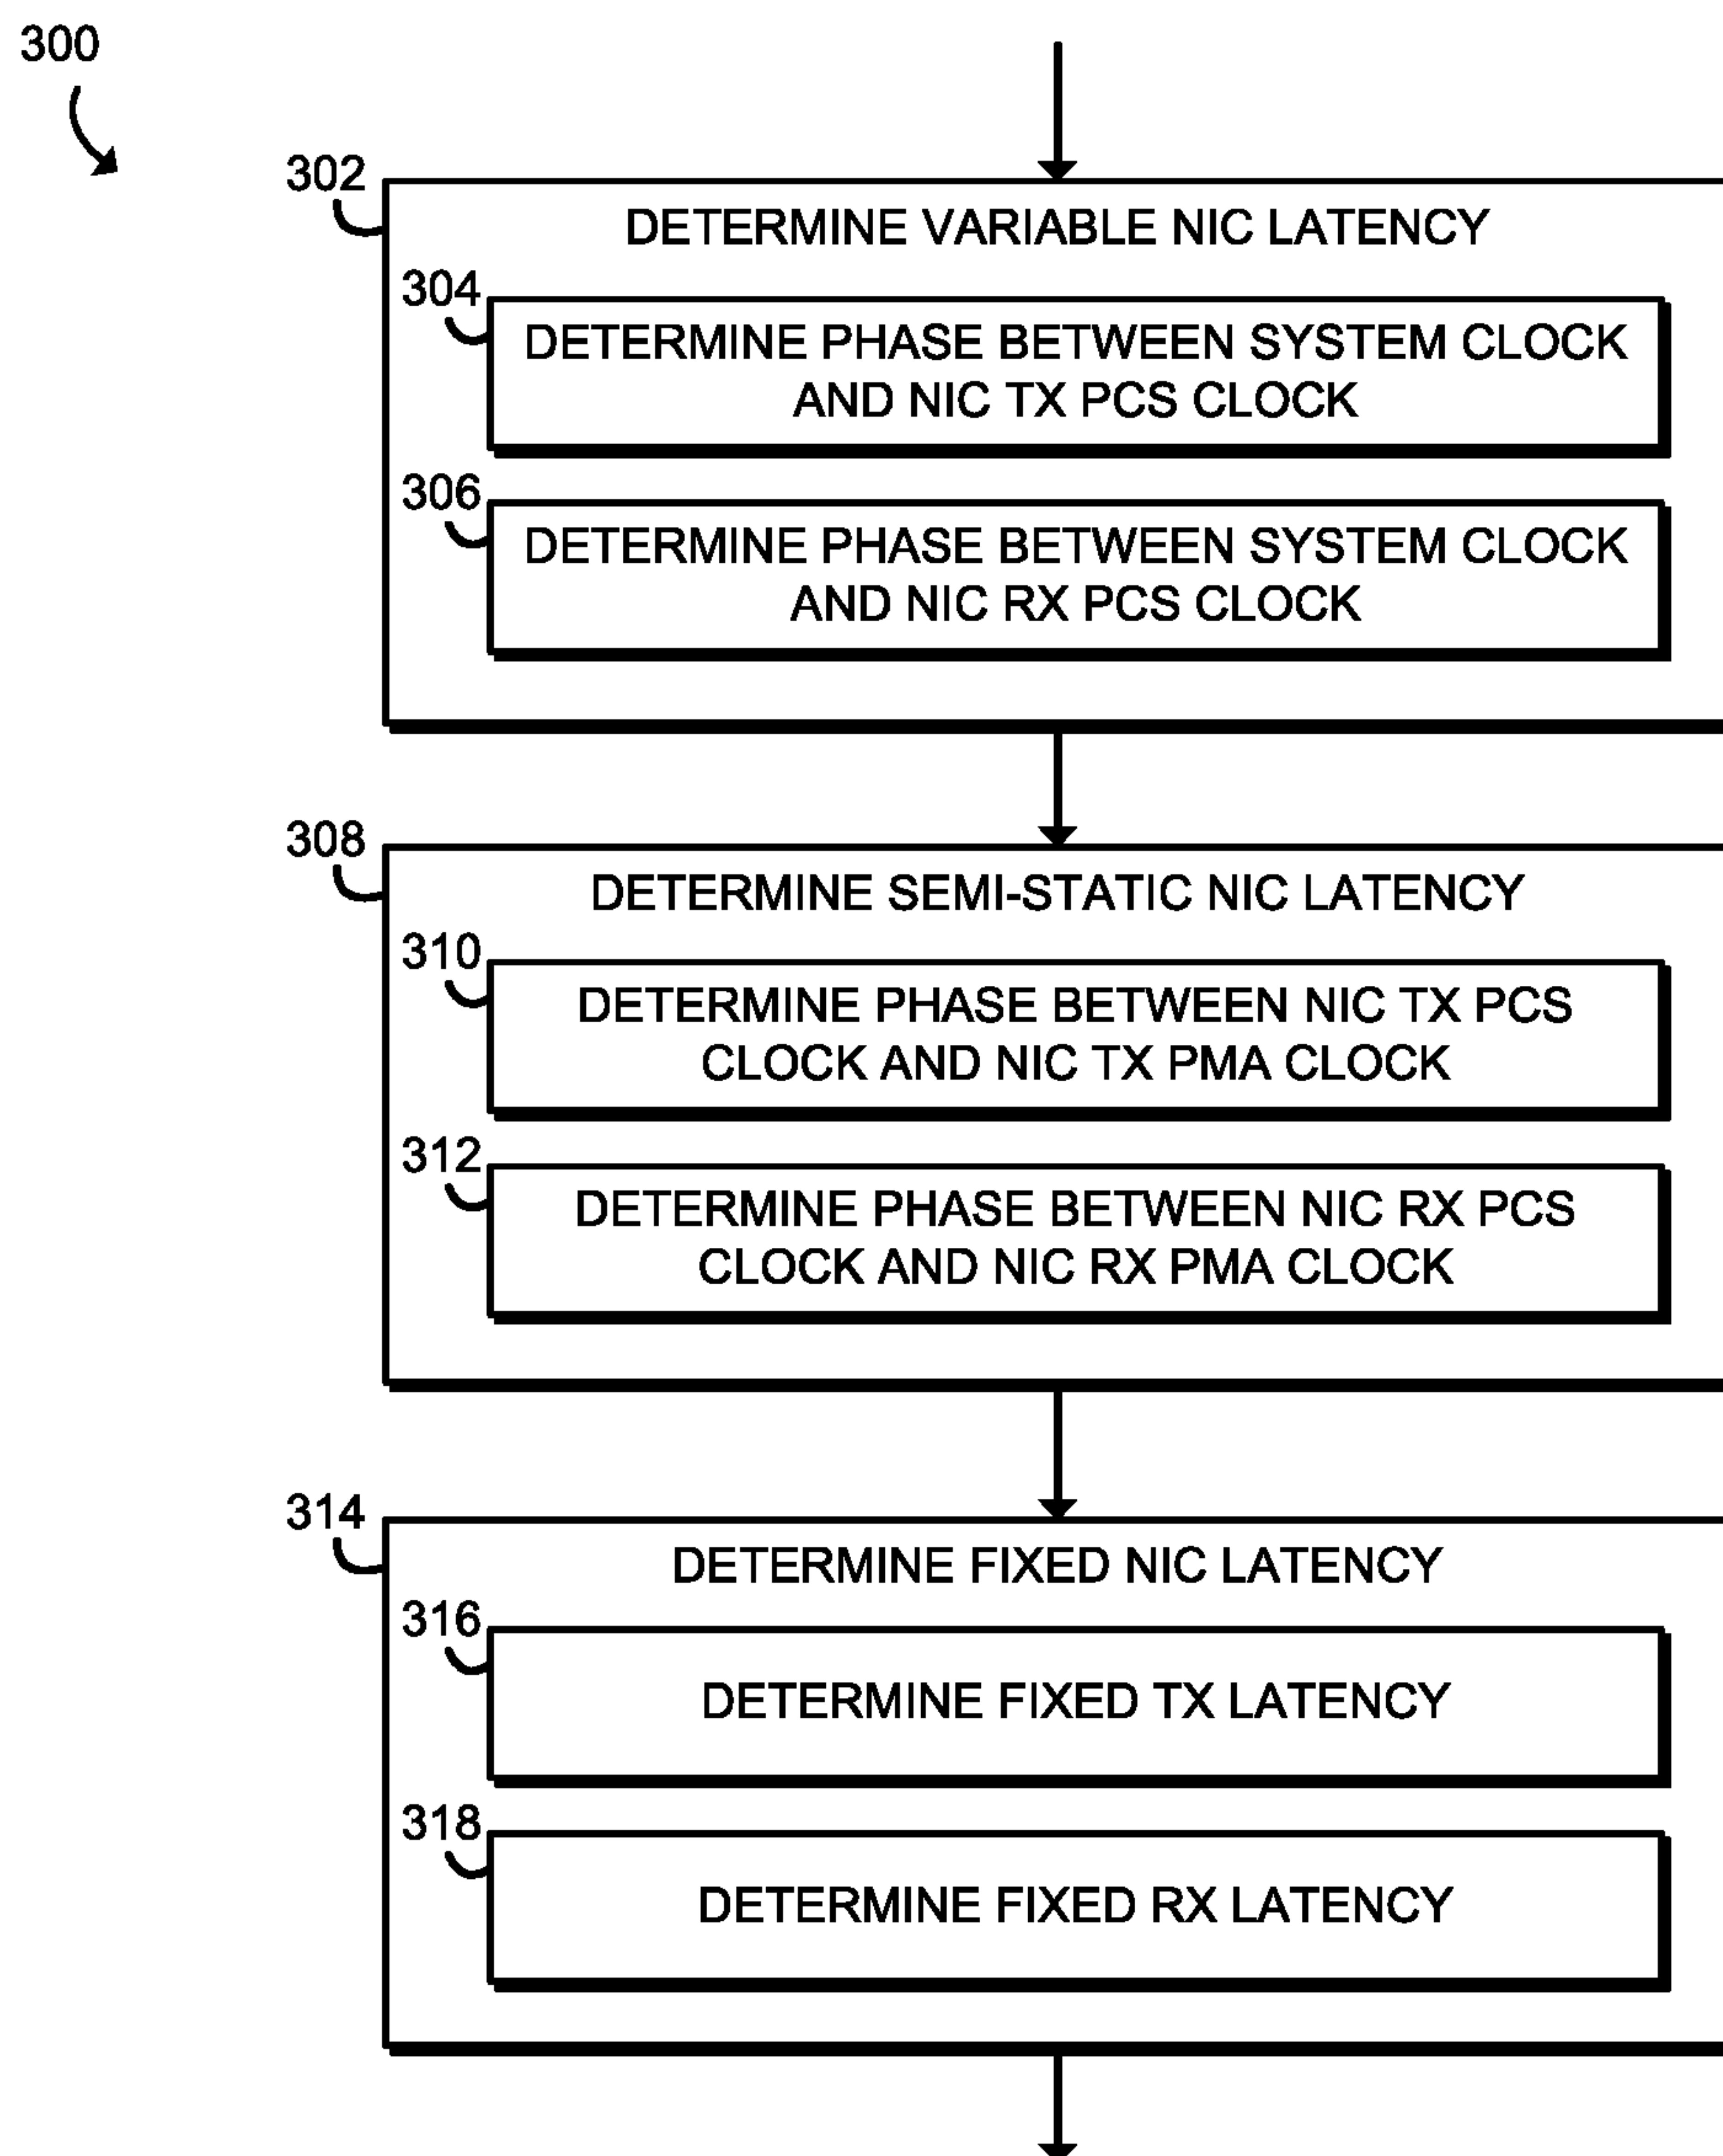 300
302
DETERMINE VARIABLE NIC LATENCY
304
DETERMINE PHASE BETWEEN SYSTEM CLOCK
AND NIC TX PCS CLOCK
306
DETERMINE PHASE BETWEEN SYSTEM CLOCK
AND NIC RX PCS CLOCK
308
DETERMINE SEMI-STATIC NIC LATENCY
310
DETERMINE PHASE BETWEEN NIC TX PCS
CLOCK AND NIC TX PMA CLOCK
312
DETERMINE PHASE BETWEEN NIC RX PCS
CLOCK AND NIC RX PMA CLOCK
314
DETERMINE FIXED NIC LATENCY
316
DETERMINE FIXED TX LATENCY
318
DETERMINE FIXED RX LATENCY